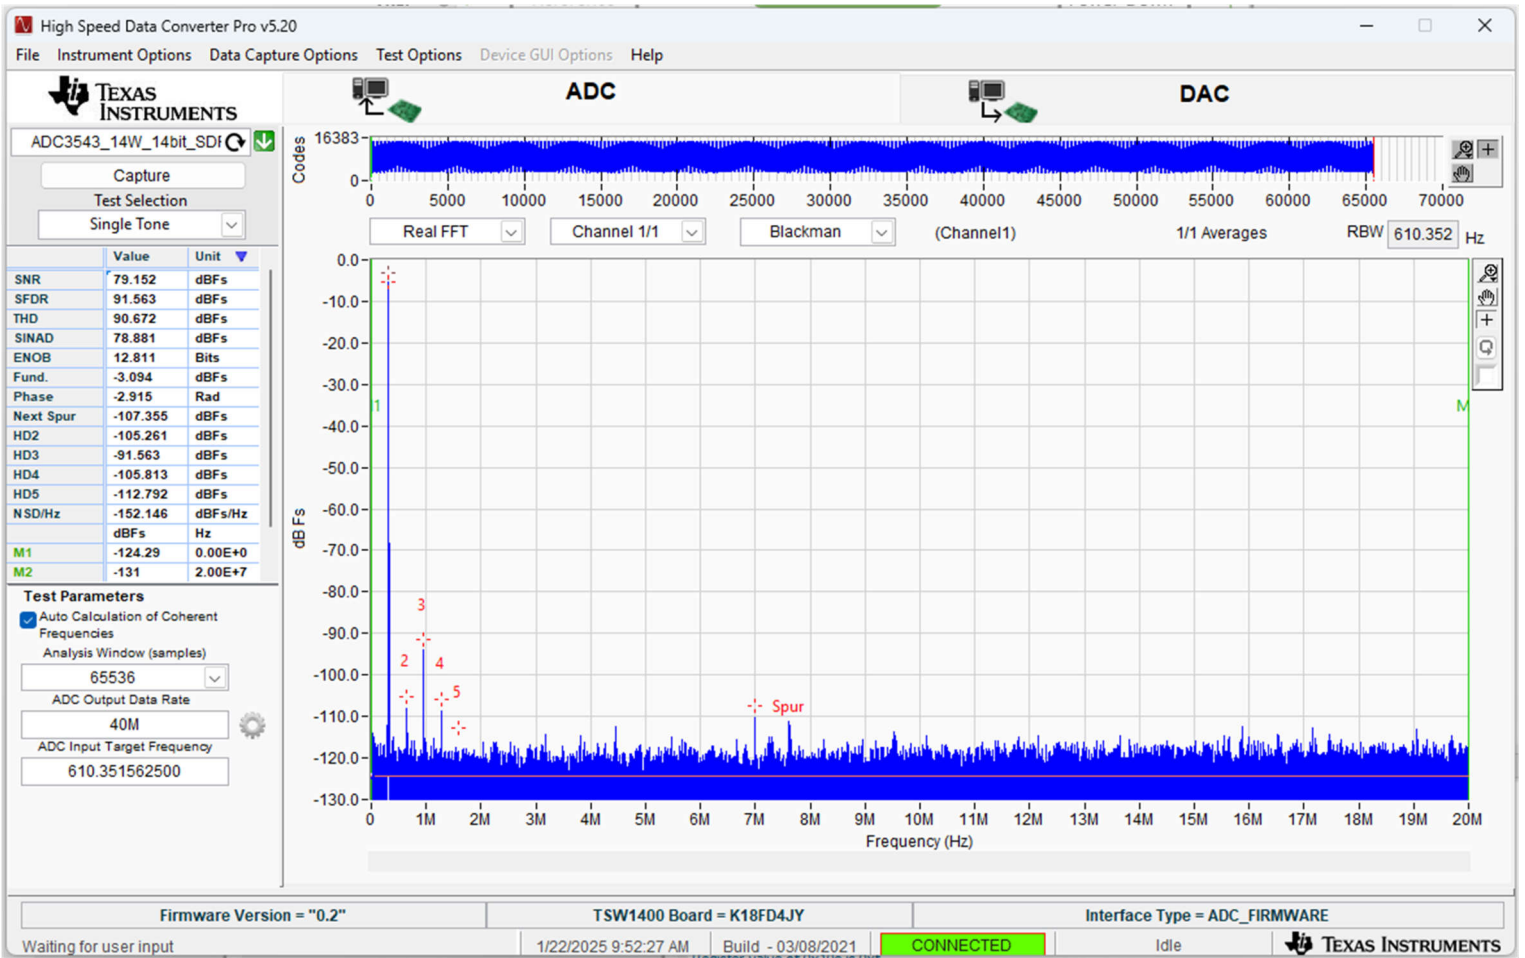 High Speed Data Converter Pro v5.20
File Instrument Options Data Capture Options Test Options Device GUI Options Help
TEXAS INSTRUMENTS
ADC
DAC
ADC3543_14W_14bit_SDR
Capture
Test Selection
Single Tone
Value Unit
SNR 79.152 dBFs
SFDR 91.563 dBFs
THD 90.672 dBFs
SINAD 78.881 dBFs
ENOB 12.811 Bits
Fund. -3.094 dBFs
Phase -2.915 Rad
Next Spur -107.355 dBFs
HD2 -105.261 dBFs
HD3 -91.563 dBFs
HD4 -105.813 dBFs
HD5 -112.792 dBFs
NSD/Hz -152.146 dBFs/Hz
dBFs Hz
M1 -124.29 0.00E+0
M2 -131 2.00E+7
Test Parameters
Auto Calculation of Coherent
Frequencies
Analysis Window (samples)
65536
ADC Output Data Rate
40M
ADC Input Target Frequency
610.351562500
Codes
16383
0
0 5000 10000 15000 20000 25000 30000 35000 40000 45000 50000 55000 60000 65000 70000
Real FFT Channel 1/1 Blackman (Channel1) 1/1 Averages RBW 610.352 Hz
dB Fs
0.0
-10.0
-20.0
-30.0
-40.0
-50.0
-60.0
-70.0
-80.0
-90.0
-100.0
-110.0
-120.0
-130.0
1
M
3
2
4
5
Spur
0 1M 2M 3M 4M 5M 6M 7M 8M 9M 10M 11M 12M 13M 14M 15M 16M 17M 18M 19M 20M
Frequency (Hz)
Firmware Version = "0.2" TSW1400 Board = K18FD4JY Interface Type = ADC_FIRMWARE
Waiting for user input 1/22/2025 9:52:27 AM Build - 03/08/2021 CONNECTED Idle TEXAS INSTRUMENTS